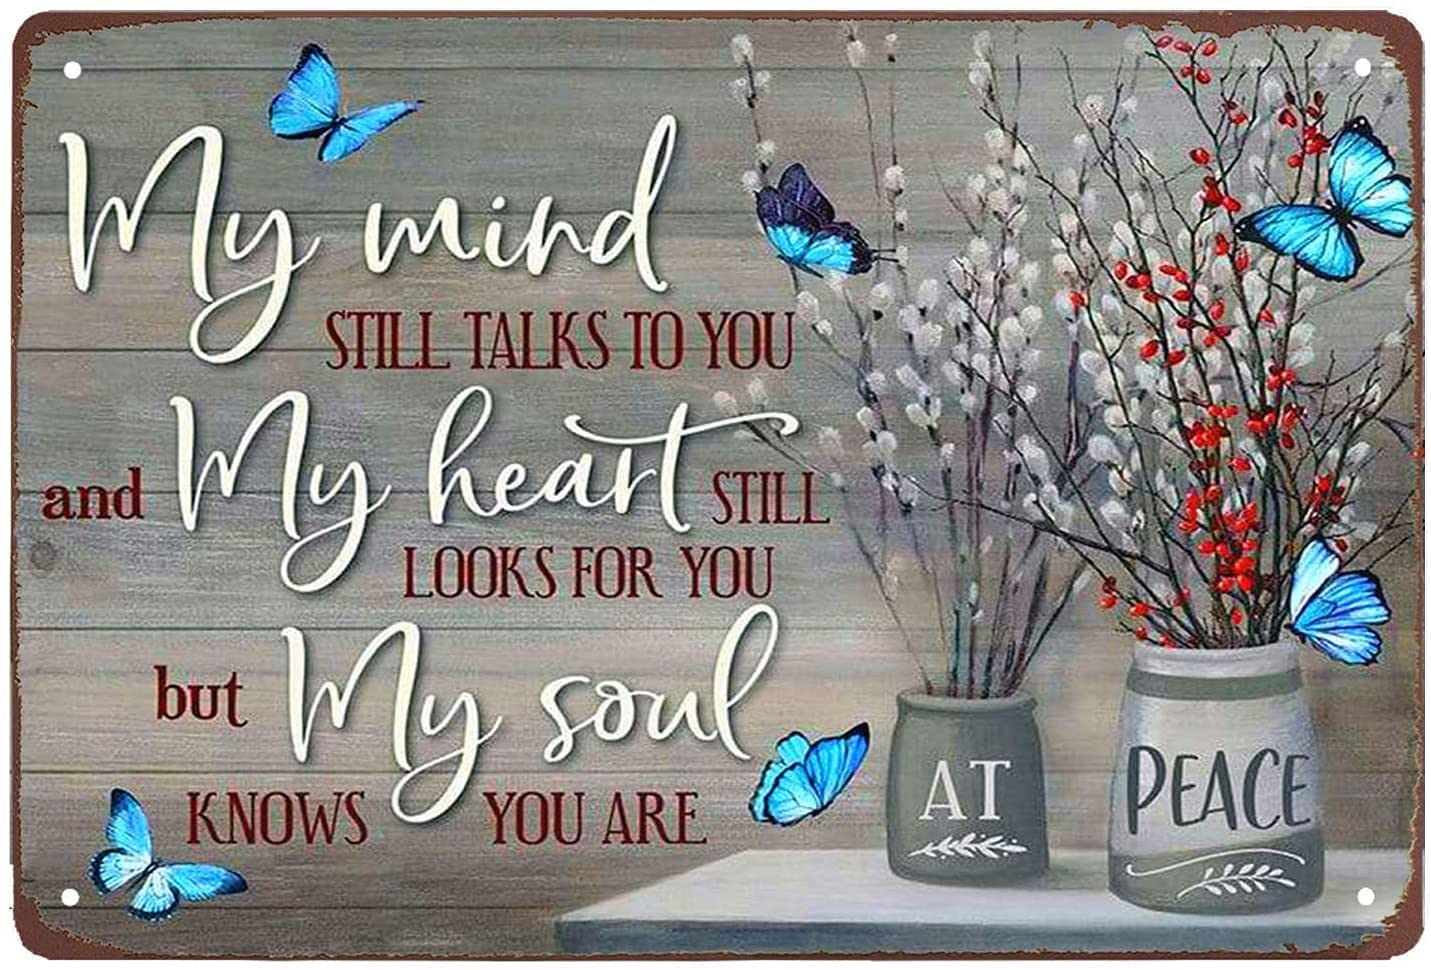 My mind
STILL TALKS TO YOU
and My heart STILL
LOOKS FOR YOU
but My soul
KNOWS YOU ARE
AT PEACE